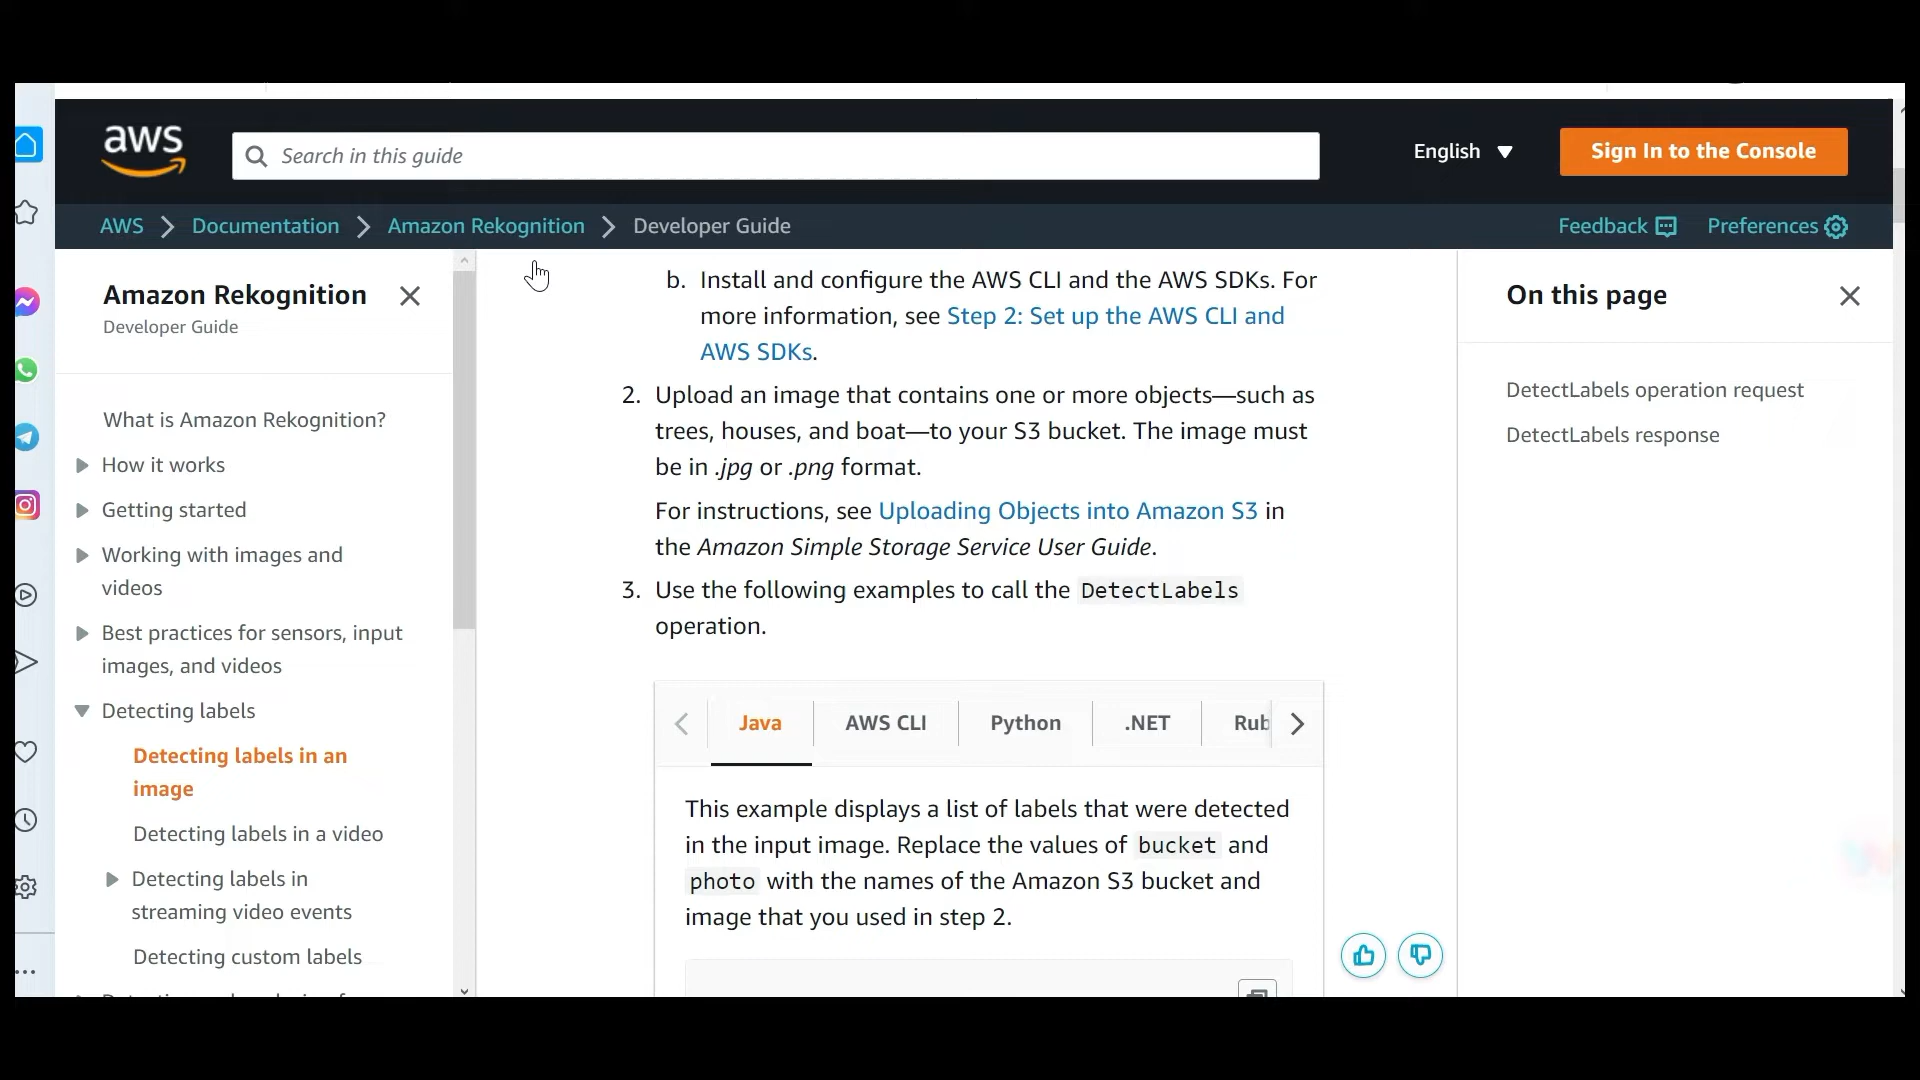 aws
Search in this guide
English
Sign In to the Console
AWS
Documentation
Amazon Rekognition
Developer Guide
Feedback
Preferences
Amazon Rekognition
Developer Guide
What is Amazon Rekognition?
How it works
Getting started
Working with images and
videos
Best practices for sensors, input
images, and videos
Detecting labels
Detecting labels in an
image
Detecting labels in a video
Detecting labels in
streaming video events
Detecting custom labels
b. Install and configure the AWS CLI and the AWS SDKs. For
more information, see Step 2: Set up the AWS CLI and
AWS SDKs.
2. Upload an image that contains one or more objects—such as
trees, houses, and boat—to your S3 bucket. The image must
be in .jpg or .png format.
For instructions, see Uploading Objects into Amazon S3 in
the Amazon Simple Storage Service User Guide.
3. Use the following examples to call the DetectLabels
operation.
Java
AWS CLI
Python
.NET
Rub
This example displays a list of labels that were detected
in the input image. Replace the values of bucket and
photo with the names of the Amazon S3 bucket and
image that you used in step 2.
On this page
DetectLabels operation request
DetectLabels response